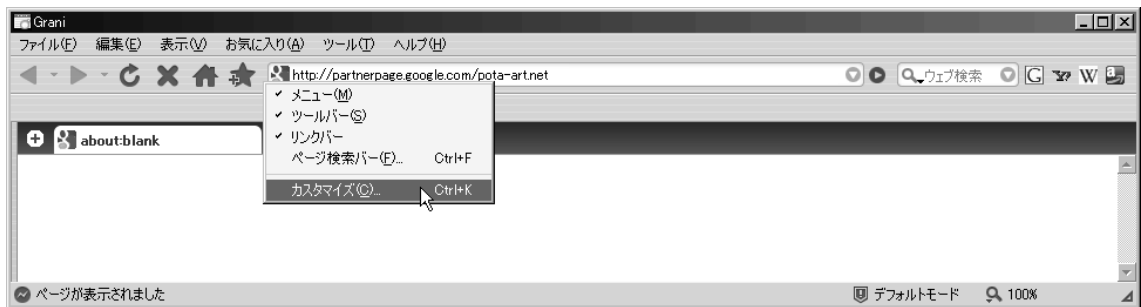 Grani
ファイル(F) 編集(E) 表示(V) お気に入り(A) ツール(T) ヘルプ(H)
http://partnerpage.google.com/pota-art.net ウェブ検索 G W
メニュー(M)
ツールバー(S)
リンクバー
about:blank
ページ検索バー(F)... Ctrl+F
カスタマイズ(C)... Ctrl+K
ページが表示されました デフォルトモード 100%